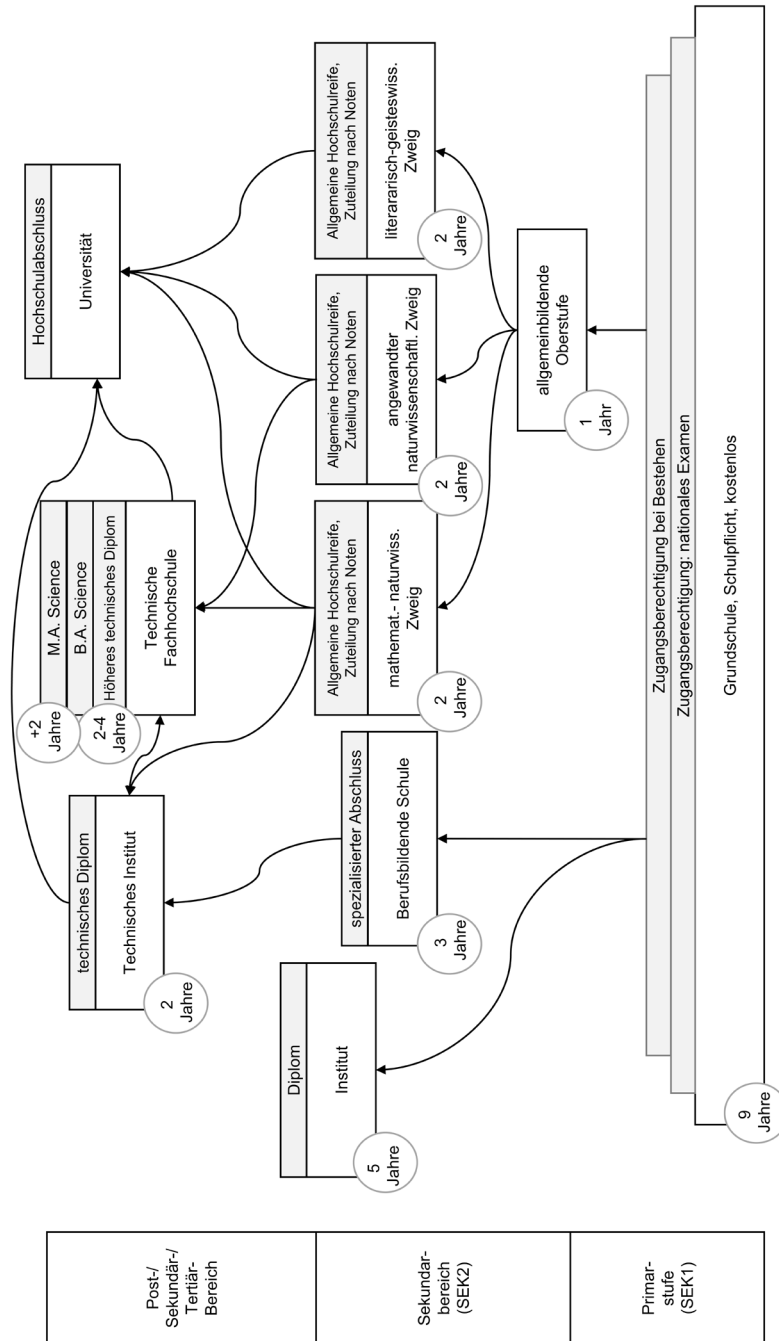 Post-/
Sekundär-/
Tertiär-
Bereich
Sekundar-
bereich
(SEK2)
Primar-
stufe
(SEK1)
technisches Diplom
Technisches Institut
2
Jahre
M.A. Science
B.A. Science
Höheres technisches Diplom
Technische
Fachhochschule
+2
Jahre
2-4
Jahre
Hochschulabschluss
Universität
Diplom
Institut
5
Jahre
spezialisierter Abschluss
Berufsbildende Schule
3
Jahre
Allgemeine Hochschulreife,
Zuteilung nach Noten
mathemat.- naturwiss.
Zweig
2
Jahre
Allgemeine Hochschulreife,
Zuteilung nach Noten
angewandter
naturwissenschaftl. Zweig
2
Jahre
Allgemeine Hochschulreife,
Zuteilung nach Noten
literararisch-geisteswiss.
Zweig
2
Jahre
allgemeinbildende
Oberstufe
1
Jahr
Zugangsberechtigung bei Bestehen
Zugangsberechtigung: nationales Examen
Grundschule, Schulpflicht, kostenlos
9
Jahre